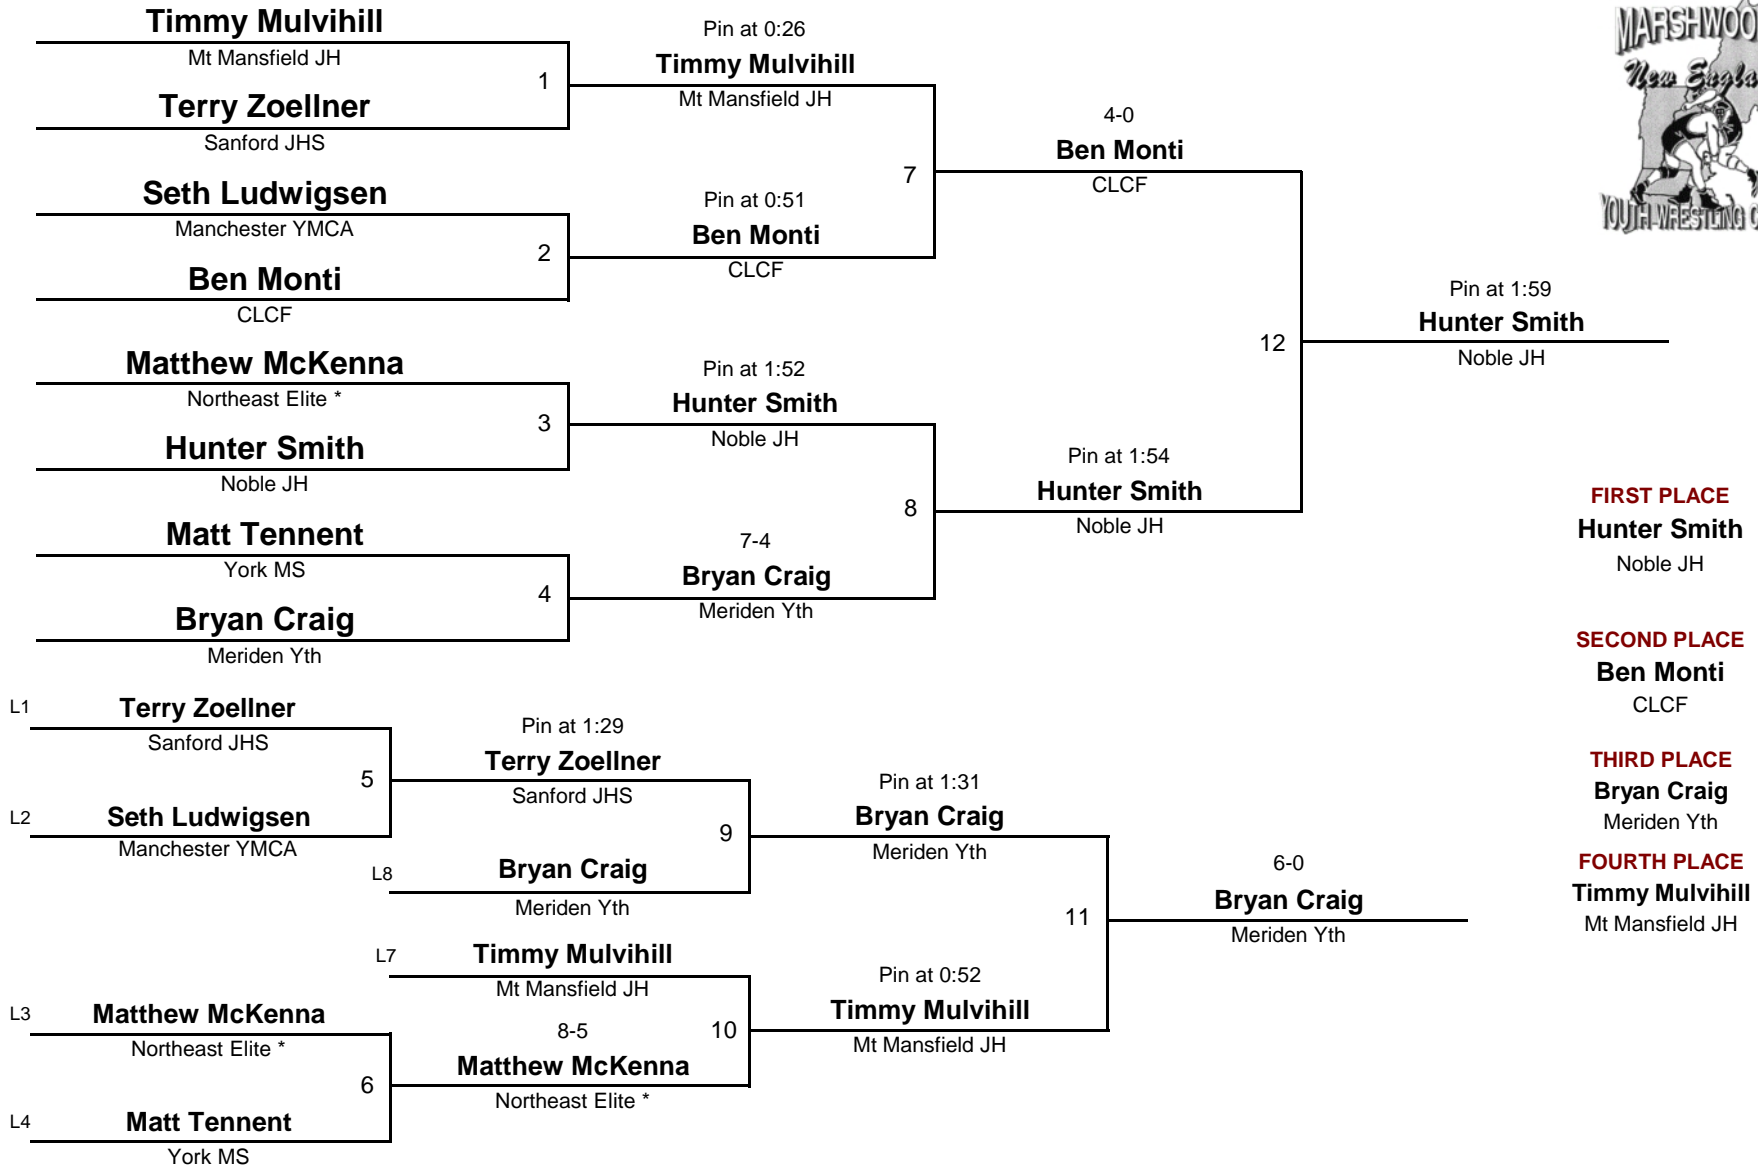 Timmy Mulvihill
Mt Mansfield JH
1
Terry Zoellner
Sanford JHS
Seth Ludwigsen
Manchester YMCA
2
Ben Monti
CLCF
Matthew McKenna
Northeast Elite *
3
Hunter Smith
Noble JH
Matt Tennent
York MS
4
Bryan Craig
Meriden Yth
Pin at 0:26
Timmy Mulvihill
Mt Mansfield JH
7
Pin at 0:51
Ben Monti
CLCF
Pin at 1:52
Hunter Smith
Noble JH
8
7-4
Bryan Craig
Meriden Yth
4-0
Ben Monti
CLCF
12
Pin at 1:54
Hunter Smith
Noble JH
Pin at 1:59
Hunter Smith
Noble JH
L1
Terry Zoellner
Sanford JHS
5
L2
Seth Ludwigsen
Manchester YMCA
Pin at 1:29
Terry Zoellner
Sanford JHS
9
L8
Bryan Craig
Meriden Yth
L7
Timmy Mulvihill
Mt Mansfield JH
10
L3
Matthew McKenna
Northeast Elite *
6
L4
Matt Tennent
York MS
8-5
Matthew McKenna
Northeast Elite *
Pin at 1:31
Bryan Craig
Meriden Yth
11
Pin at 0:52
Timmy Mulvihill
Mt Mansfield JH
6-0
Bryan Craig
Meriden Yth
New
YOUTH WRESTLING
FIRST PLACE
Hunter Smith
Noble JH
SECOND PLACE
Ben Monti
CLCF
THIRD PLACE
Bryan Craig
Meriden Yth
FOURTH PLACE
Timmy Mulvihill
Mt Mansfield JH